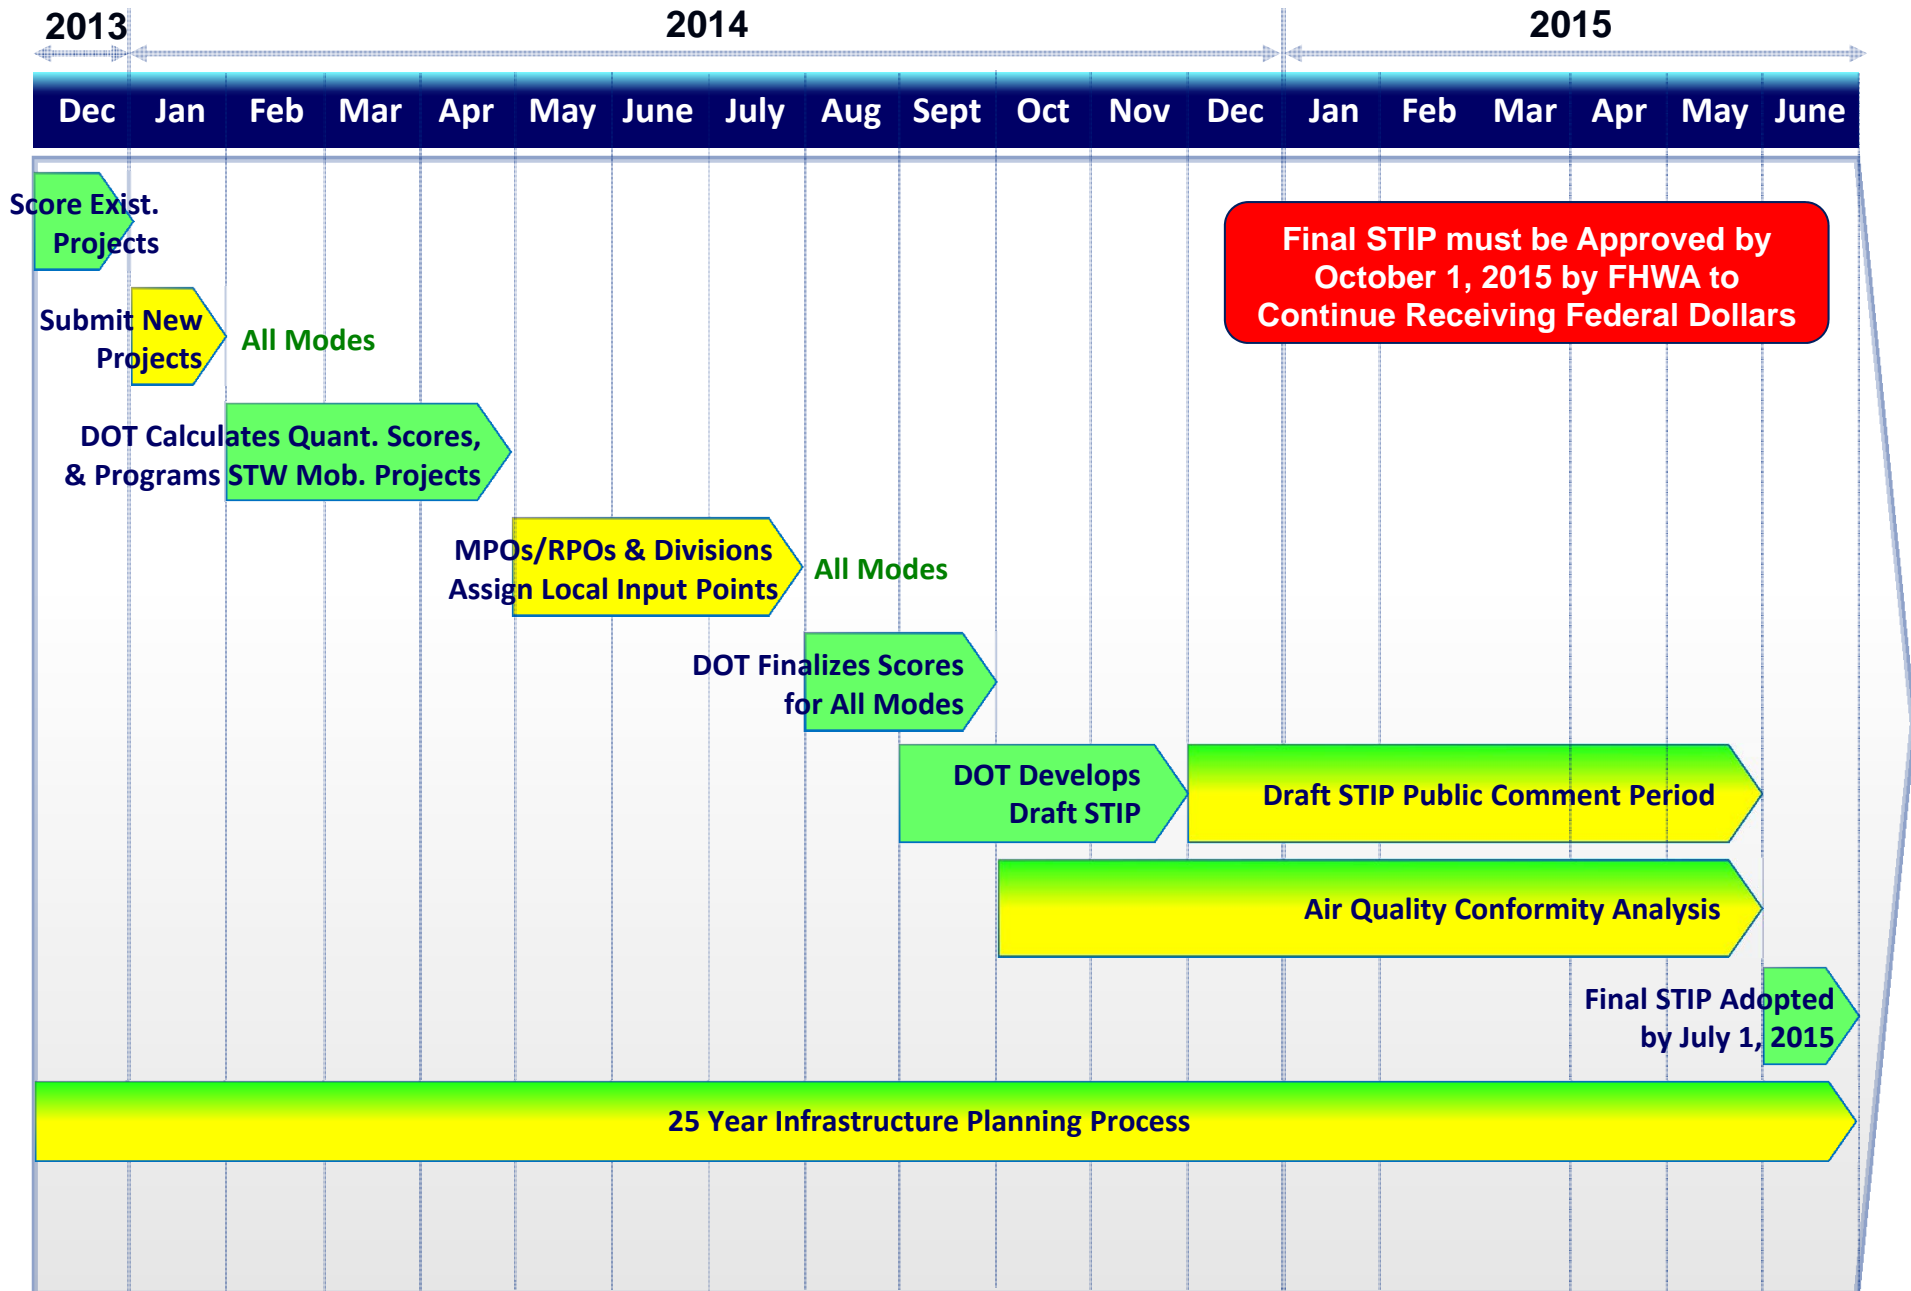 2013 2014 2015
Dec Jan Feb Mar Apr May June July Aug Sept Oct Nov Dec Jan Feb Mar Apr May June
Score Exist.
Projects
Final STIP must be Approved by
October 1, 2015 by FHWA to
Continue Receiving Federal Dollars
Submit New
Projects
All Modes
DOT Calculates Quant. Scores,
& Programs STW Mob. Projects
MPOs/RPOs & Divisions
Assign Local Input Points
All Modes
DOT Finalizes Scores
for All Modes
DOT Develops
Draft STIP
Draft STIP Public Comment Period
Air Quality Conformity Analysis
Final STIP Adopted
by July 1, 2015
25 Year Infrastructure Planning Process